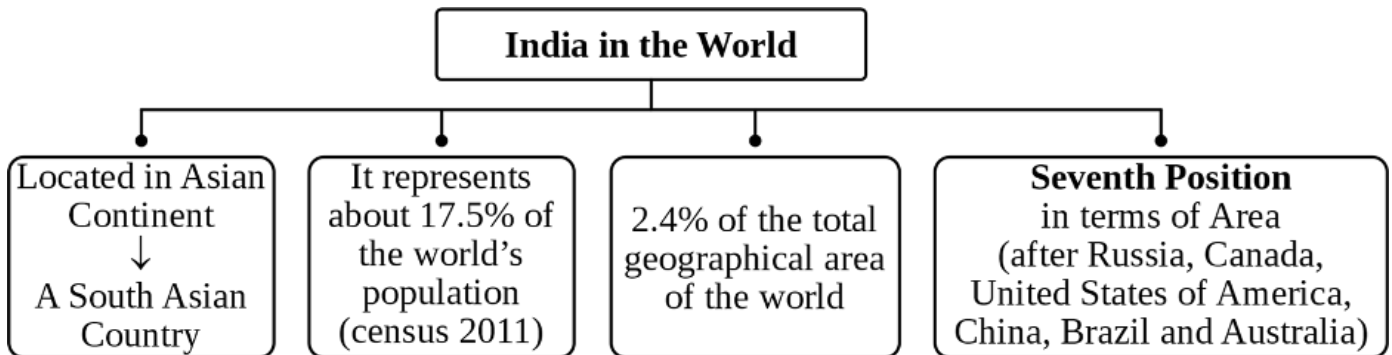 India in the World
Located in Asian
Continent
↓
A South Asian
Country
It represents
about 17.5% of
the world’s
population
(census 2011)
2.4% of the total
geographical area
of the world
Seventh Position
in terms of Area
(after Russia, Canada,
United States of America,
China, Brazil and Australia)